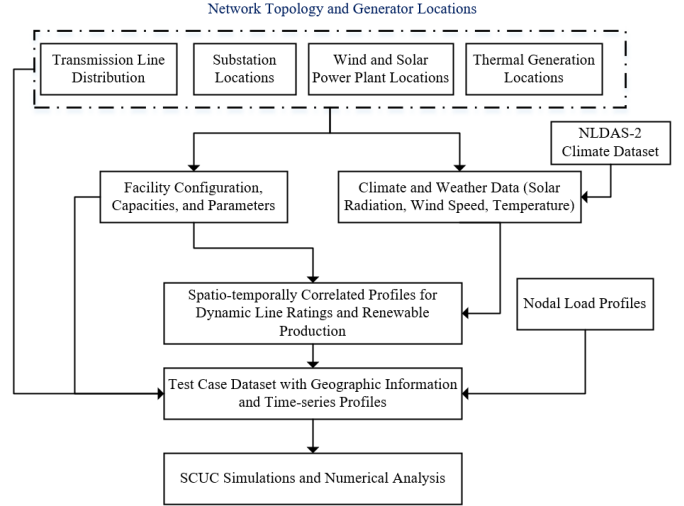 Network Topology and Generator Locations
Transmission Line
Distribution
Substation
Locations
Wind and Solar
Power Plant Locations
Thermal Generation
Locations
NLDAS-2
Climate Dataset
Facility Configuration,
Capacities, and Parameters
Climate and Weather Data (Solar
Radiation, Wind Speed, Temperature)
Spatio-temporally Correlated Profiles for
Dynamic Line Ratings and Renewable
Production
Nodal Load Profiles
Test Case Dataset with Geographic Information
and Time-series Profiles
SCUC Simulations and Numerical Analysis